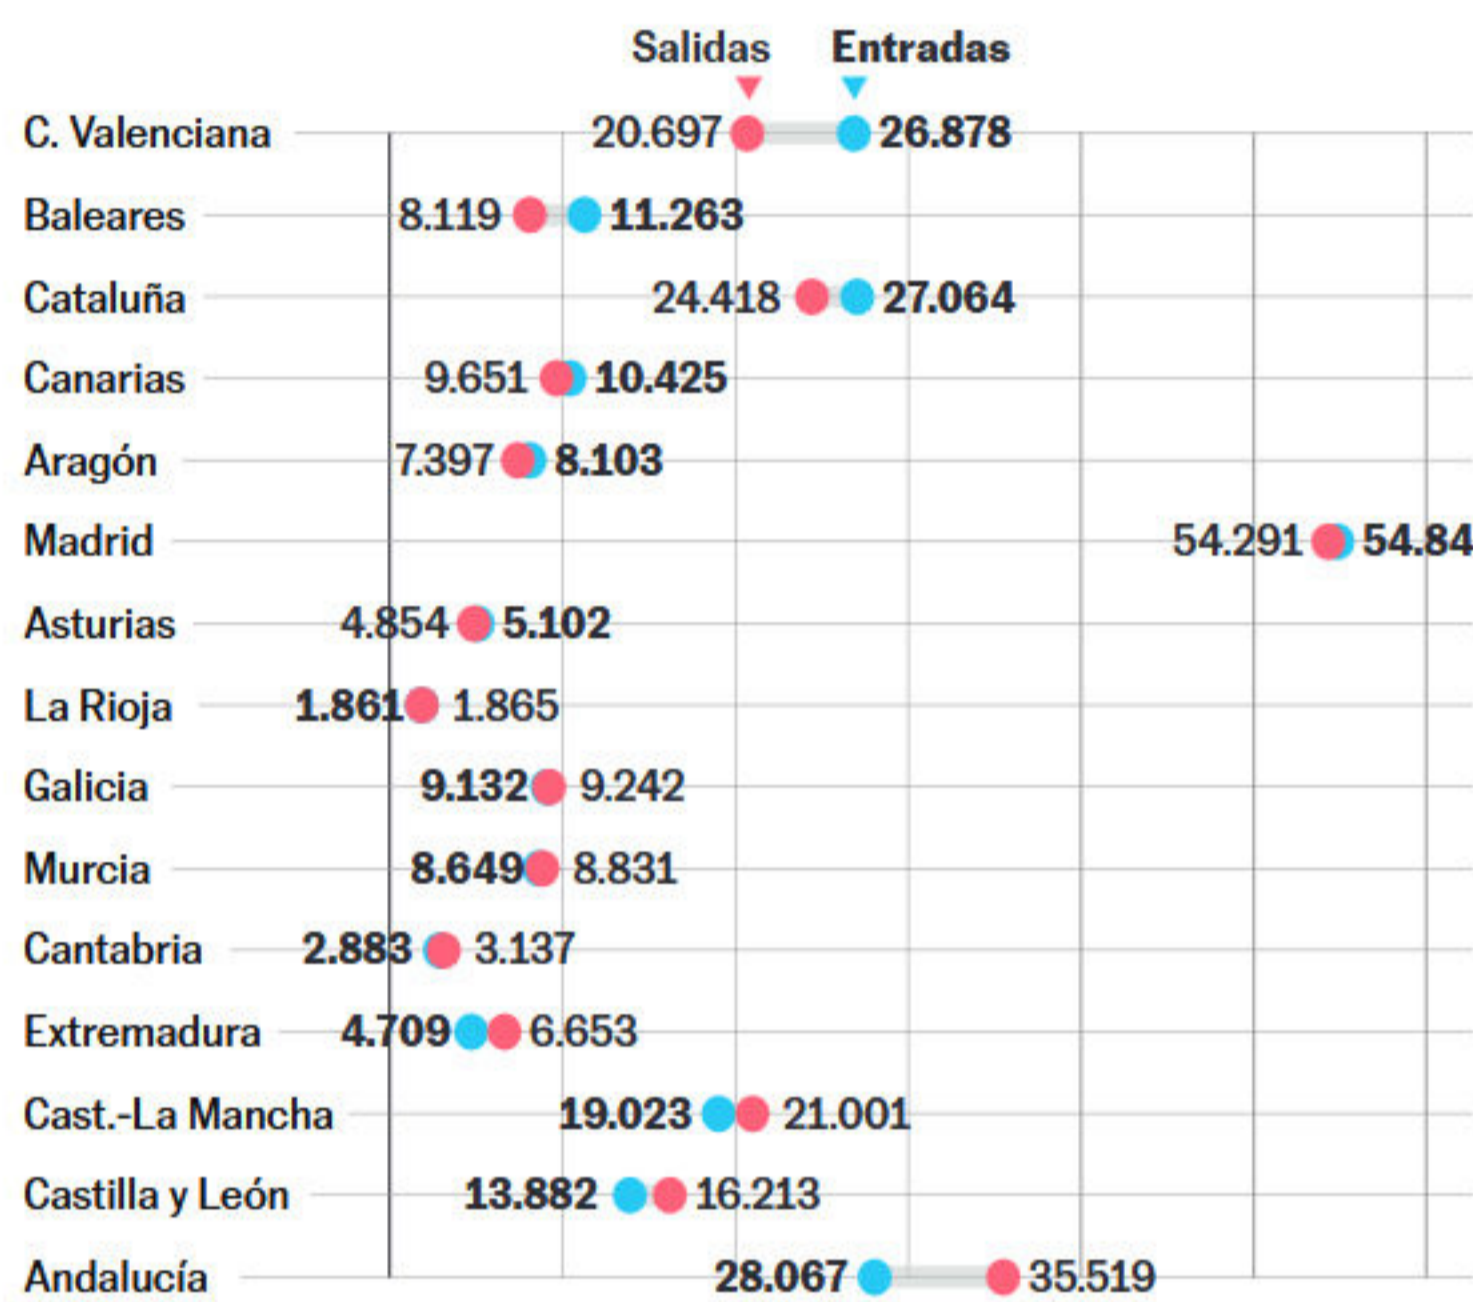 Salidas Entradas
C. Valenciana 20.697 26.878
Baleares 8.119 11.263
Cataluña 24.418 27.064
Canarias 9.651 10.425
Aragón 7.397 8.103
Madrid 54.291 54.84
Asturias 4.854 5.102
La Rioja 1.861 1.865
Galicia 9.132 9.242
Murcia 8.649 8.831
Cantabria 2.883 3.137
Extremadura 4.709 6.653
Cast.-La Mancha 19.023 21.001
Castilla y León 13.882 16.213
Andalucía 28.067 35.519